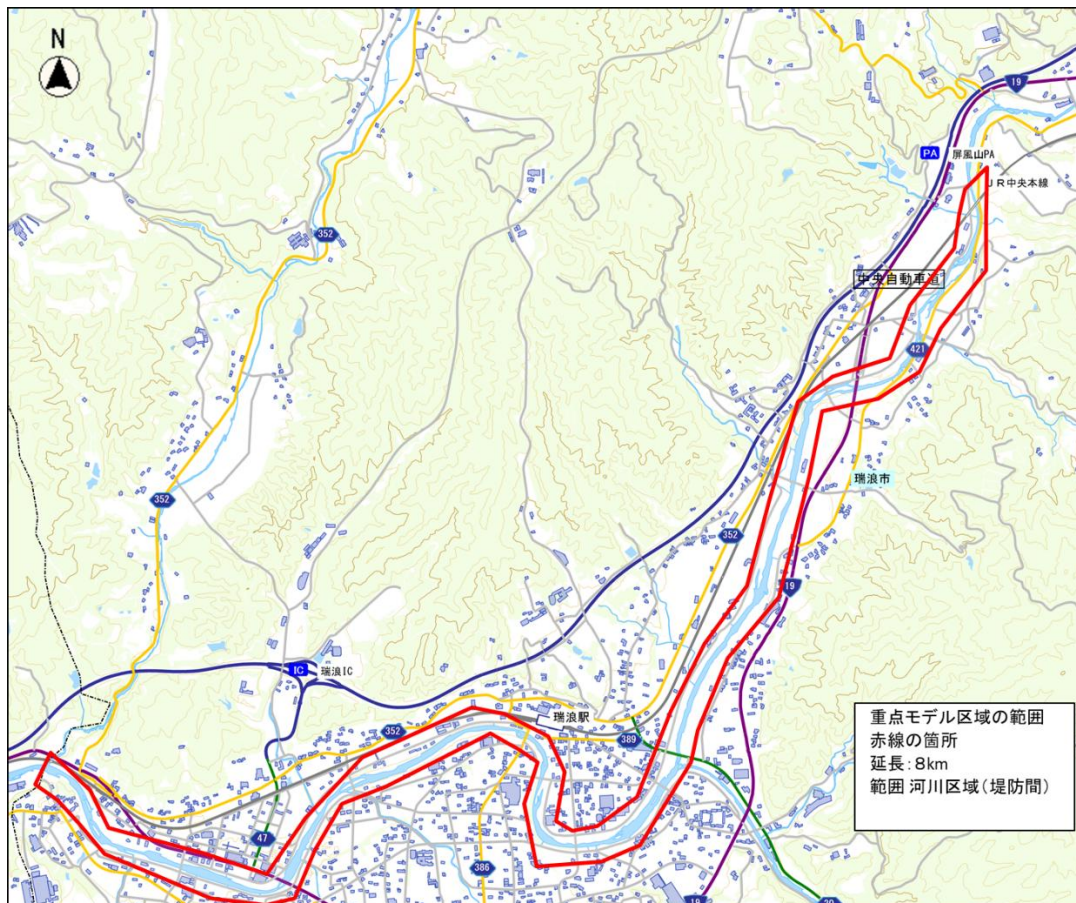 N
19
PA
屏風山PA
JR中央本線
352
中央自動車道
421
瑞浪市
352
352
19
IC
瑞浪IC
瑞浪駅
352
389
重点モデル区域の範囲
赤線の箇所
延長：8km
範囲 河川区域（堤防間）
47
386